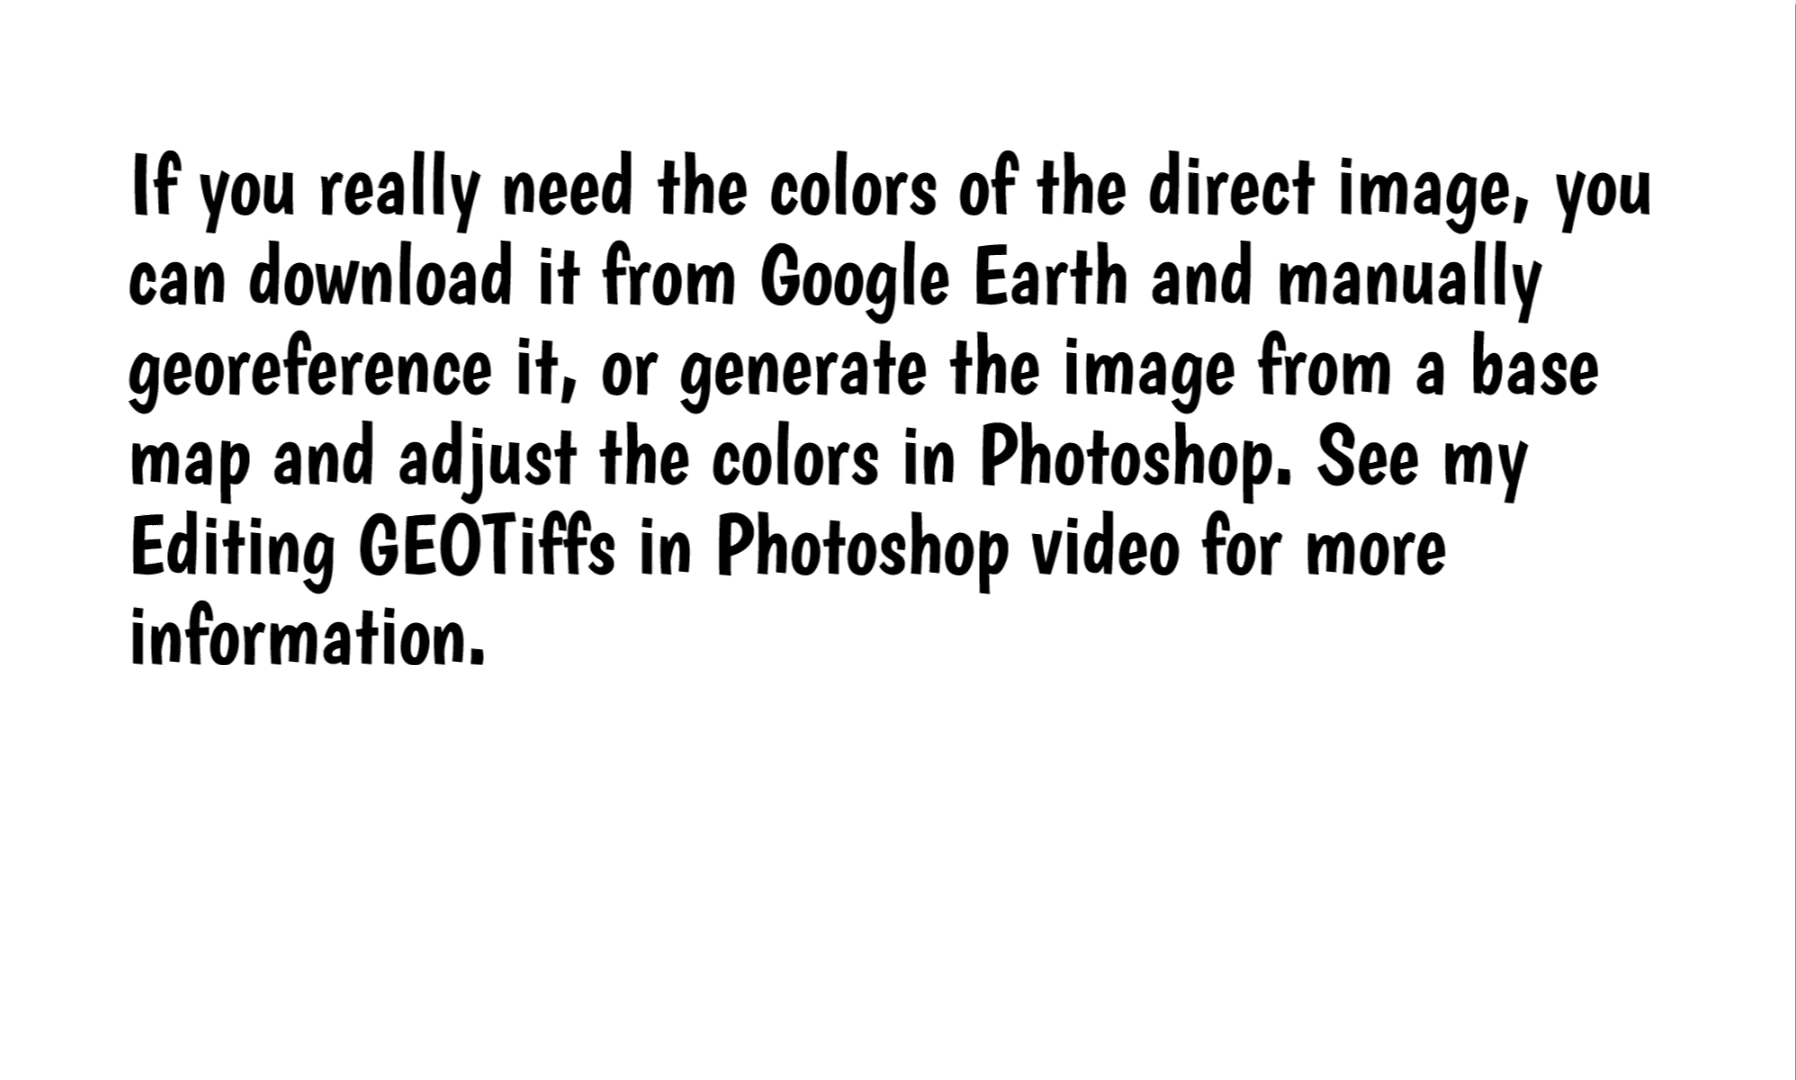 If you really need the colors of the direct image, you
can download it from Google Earth and manually
georeference it, or generate the image from a base
map and adjust the colors in Photoshop. See my
Editing GEOTiffs in Photoshop video for more
information.